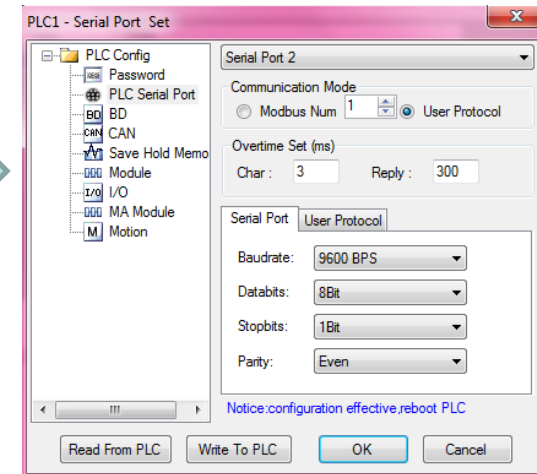 PLC1 - Serial Port Set
PLC Config
Password
PLC Serial Port
BD BD
CAN CAN
Save Hold Memo
Module
I/O I/O
MA Module
M Motion
Serial Port 2
Communication Mode
Modbus Num 1 User Protocol
Overtime Set (ms)
Char : 3 Reply : 300
Serial Port User Protocol
Baudrate: 9600 BPS
Databits: 8Bit
Stopbits: 1Bit
Parity: Even
Notice:configuration effective,reboot PLC
Read From PLC Write To PLC OK Cancel